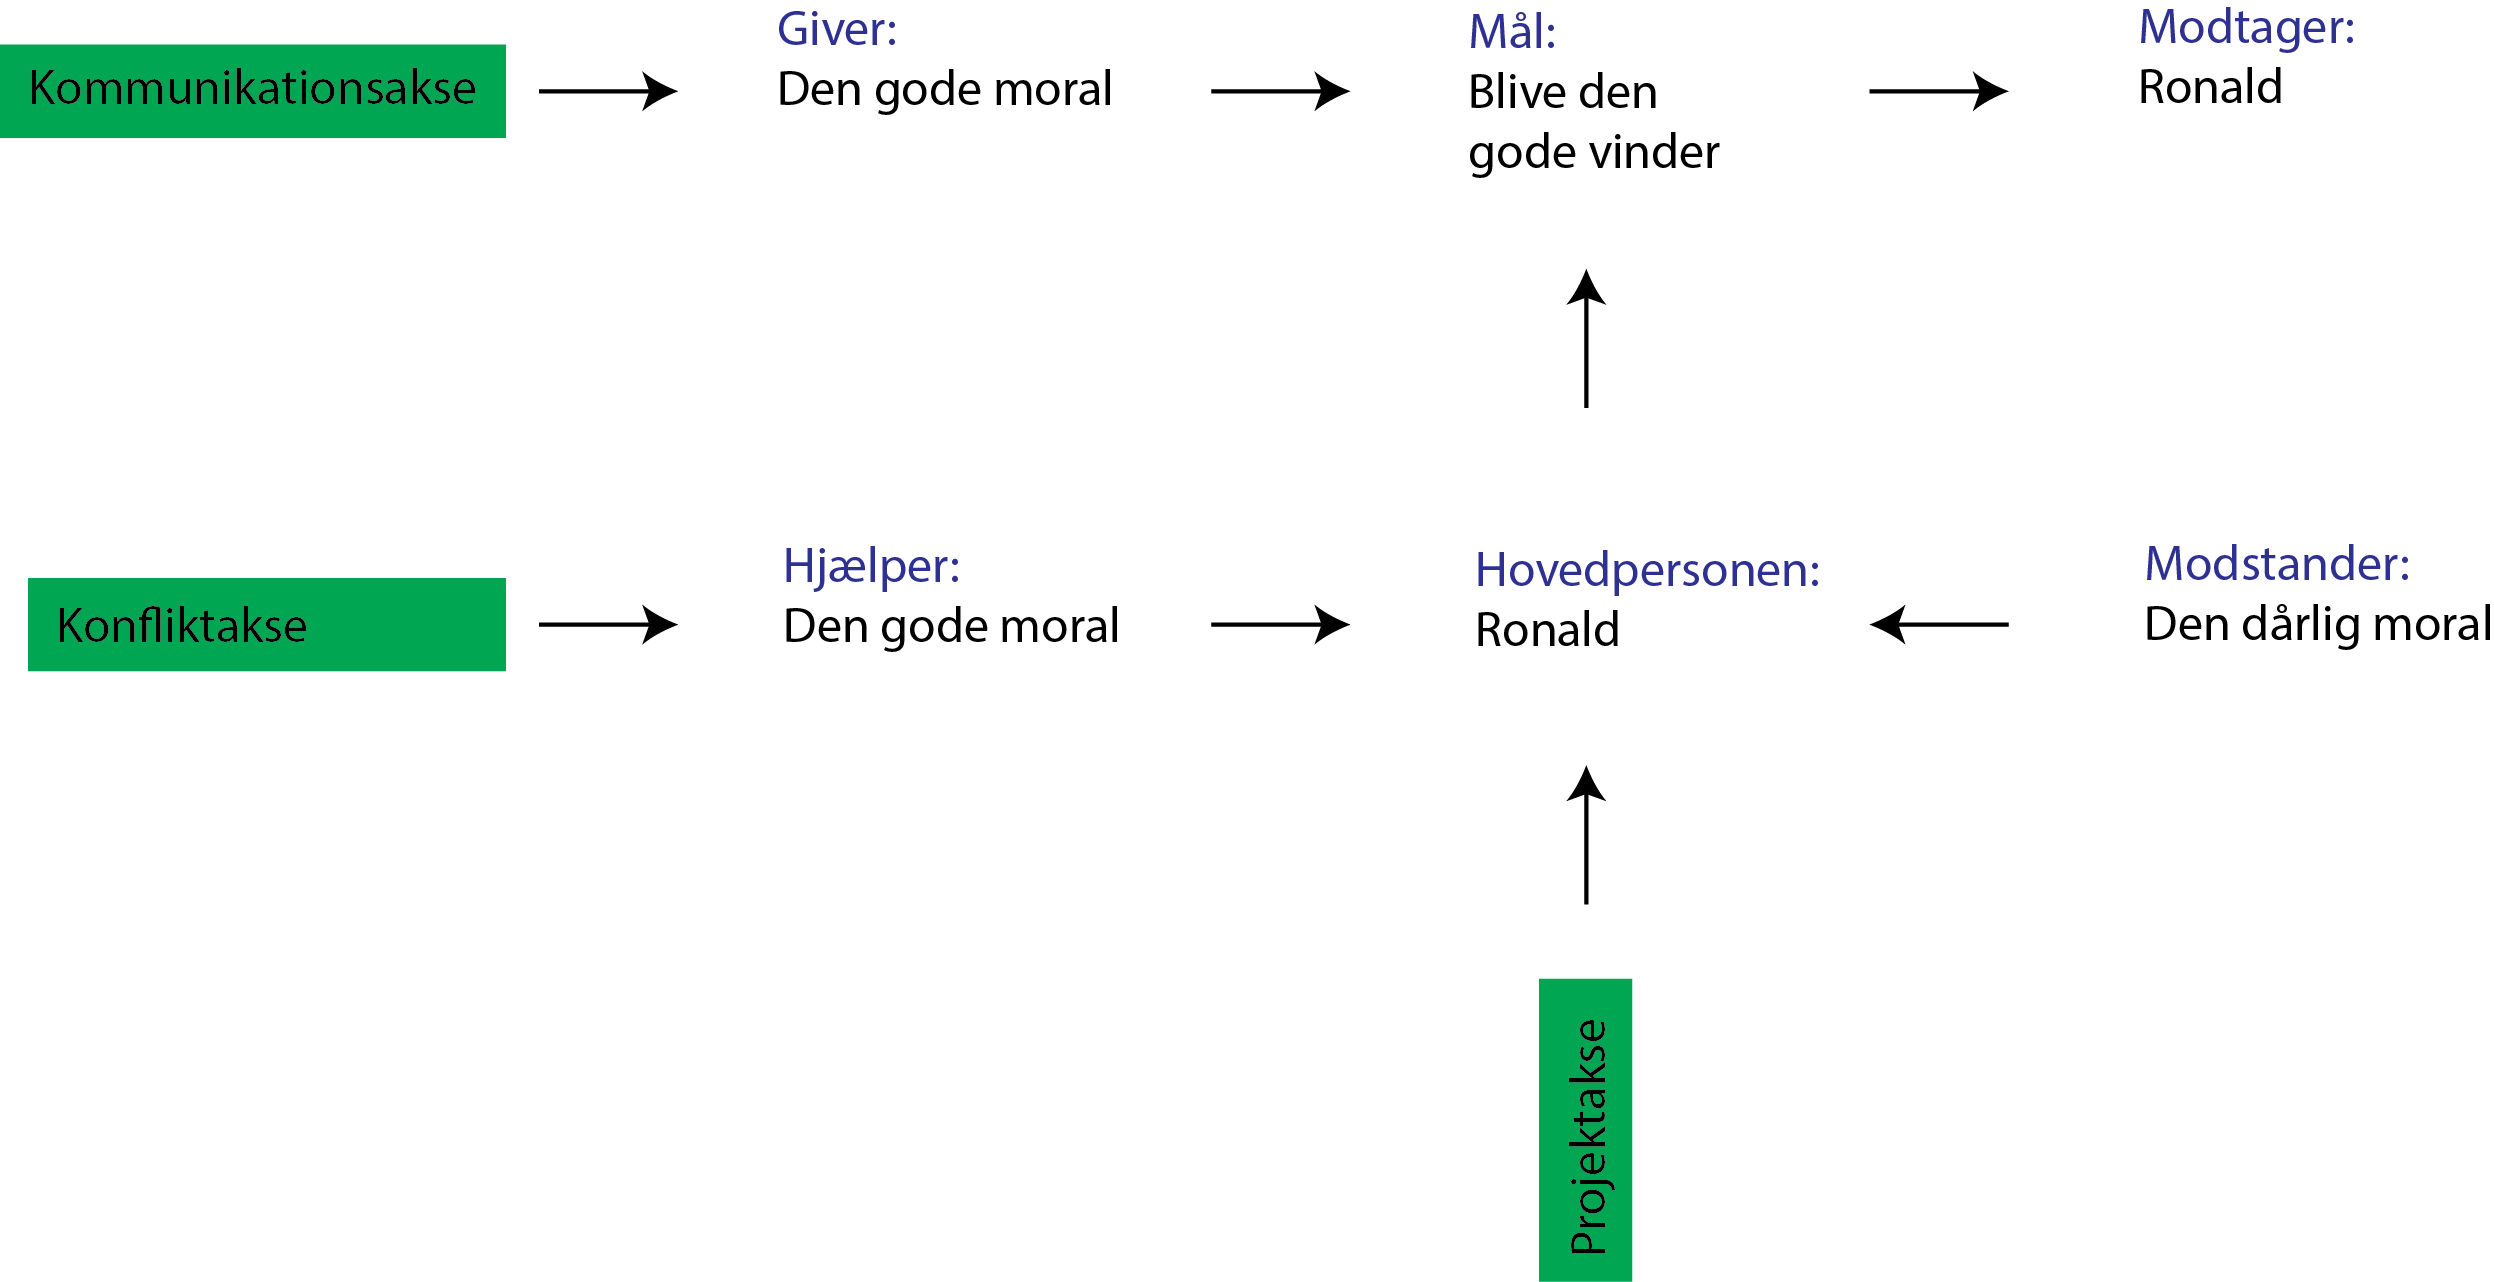 Kommunikationsakse
Giver:
Den gode moral
Mål:
Blive den
gode vinder
Modtager:
Ronald
Konfliktakse
Hjælper:
Den gode moral
Hovedpersonen:
Ronald
Modstander:
Den dårlig moral
Projektakse